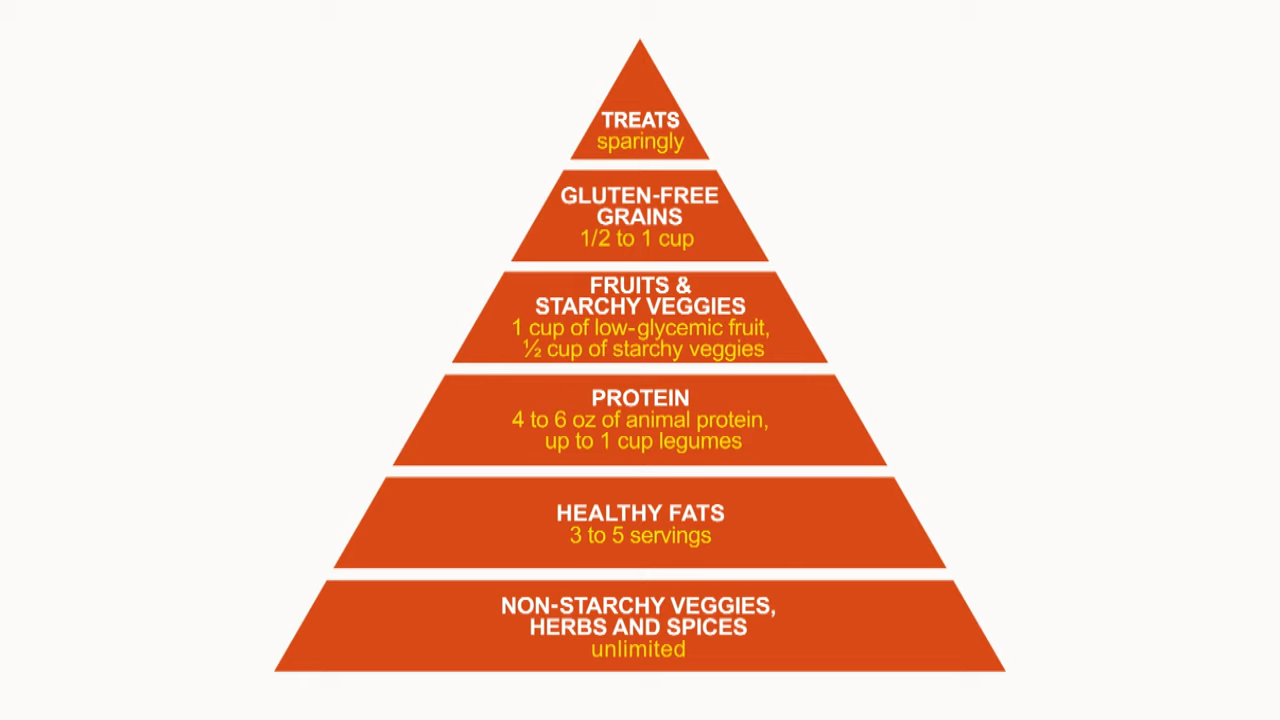 TREATS
sparingly
GLUTEN-FREE
GRAINS
1/2 to 1 cup
FRUITS &
STARCHY VEGGIES
1 cup of low-glycemic fruit,
½ cup of starchy veggies
PROTEIN
4 to 6 oz of animal protein,
up to 1 cup legumes
HEALTHY FATS
3 to 5 servings
NON-STARCHY VEGGIES,
HERBS AND SPICES
unlimited